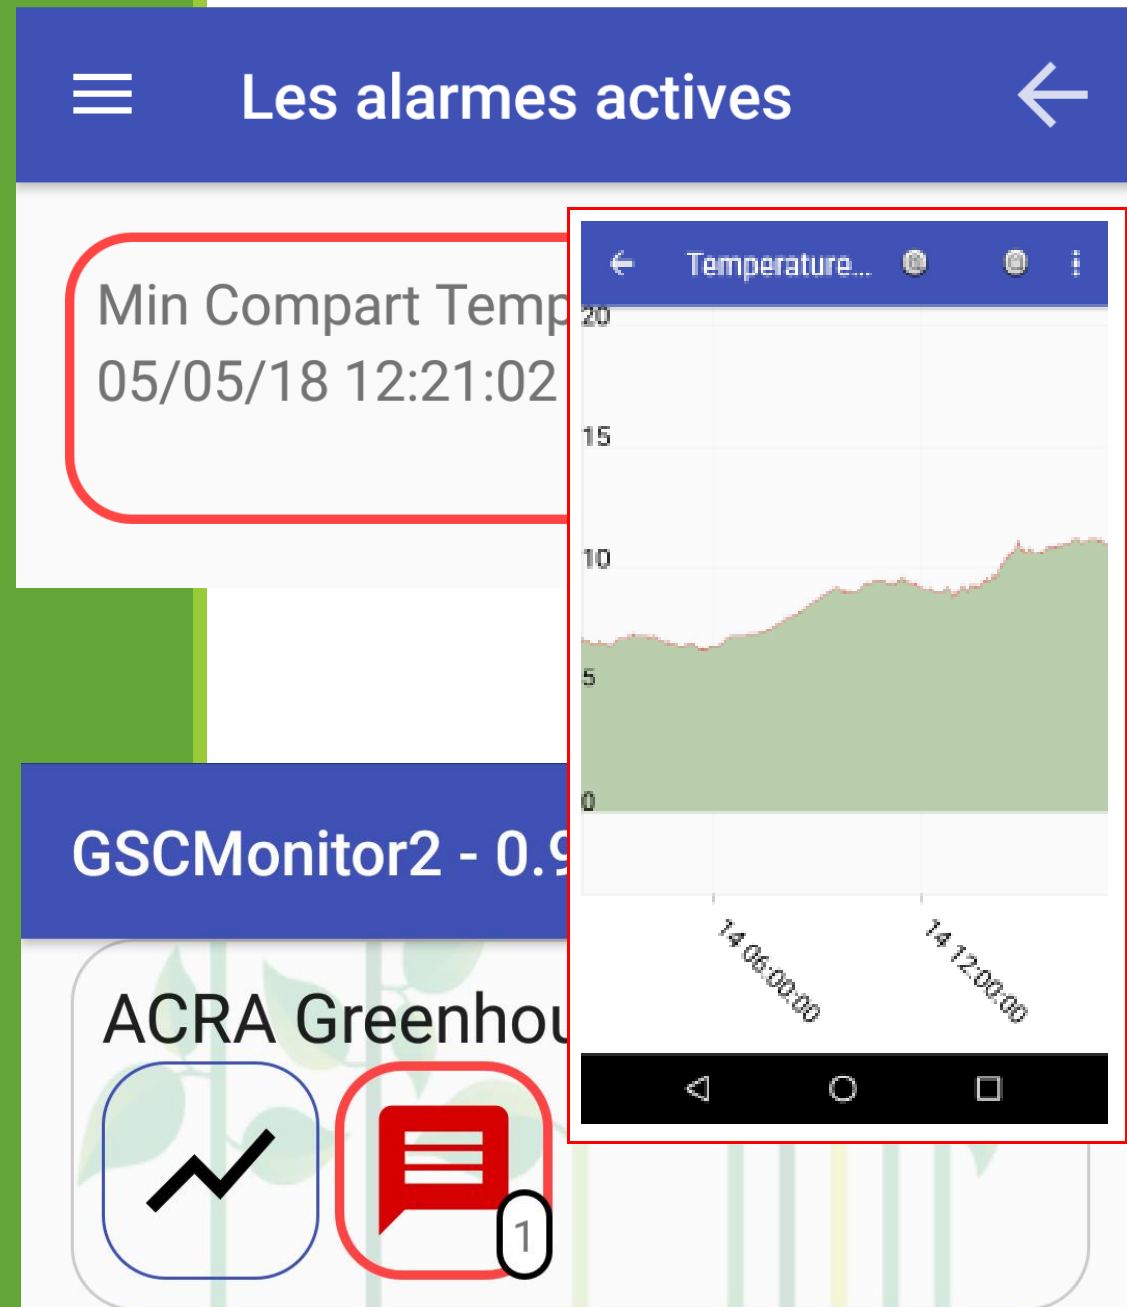 Les alarmes actives
Min Compart Temp
05/05/18 12:21:02
Temperature...
20
15
10
5
0
14 06:00:00
14 12:00:00
GSCMonitor2 - 0.9
ACRA Greenhou
1